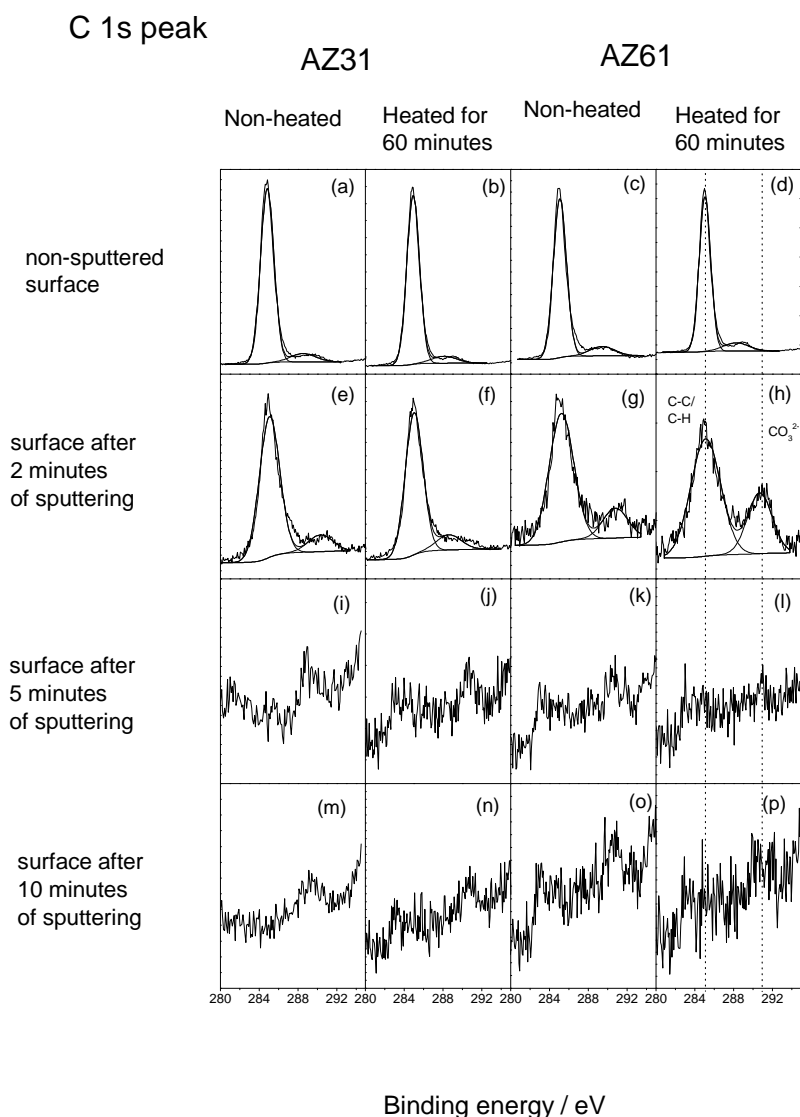 C 1s peak
AZ31
AZ61
Non-heated
Heated for
60 minutes
Non-heated
Heated for
60 minutes
non-sputtered
surface
(a)
(b)
(c)
(d)
surface after
2 minutes
of sputtering
(e)
(f)
(g)
(h)
C-C/
C-H
CO₃²⁻
surface after
5 minutes
of sputtering
(i)
(j)
(k)
(l)
surface after
10 minutes
of sputtering
(m)
(n)
(o)
(p)
280 284 288 292 280 284 288 292 280 284 288 292 280 284 288 292
Binding energy / eV